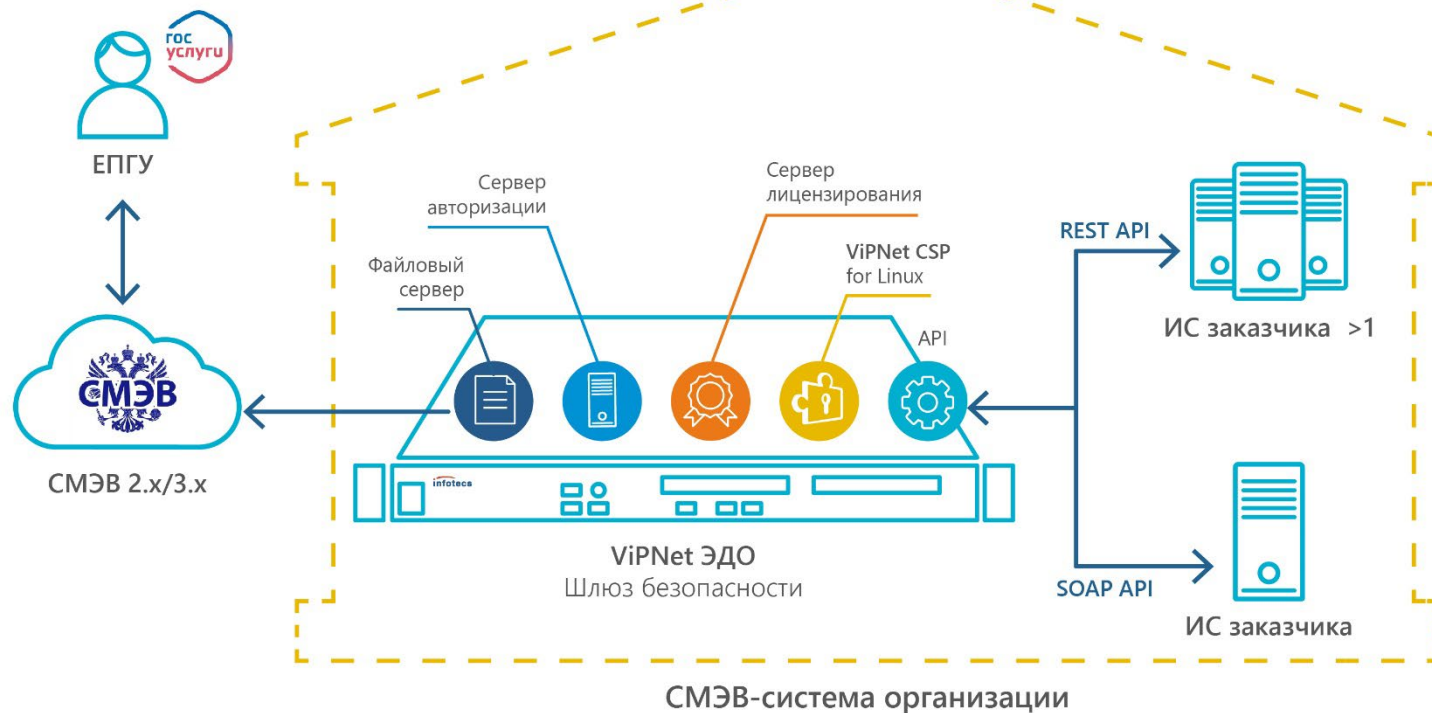 гос
услуги
ЕПГУ
СМЭВ
СМЭВ 2.х/3.х
Файловый
сервер
Сервер
авторизации
Сервер
лицензирования
ViPNet CSP
for Linux
API
infotecs
ViPNet ЭДО
Шлюз безопасности
REST API
ИС заказчика >1
SOAP API
ИС заказчика
СМЭВ-система организации